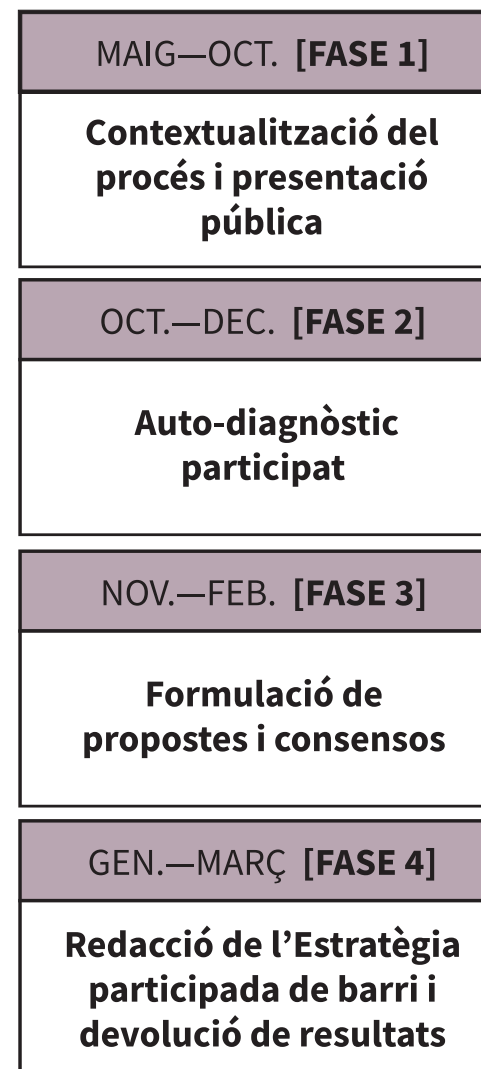 MAIG—OCT. [FASE 1]
Contextualització del
procés i presentació
pública
OCT.—DEC. [FASE 2]
Auto-diagnòstic
participat
NOV.—FEB. [FASE 3]
Formulació de
propostes i consensos
GEN.—MARÇ [FASE 4]
Redacció de l’Estratègia
participada de barri i
devolució de resultats